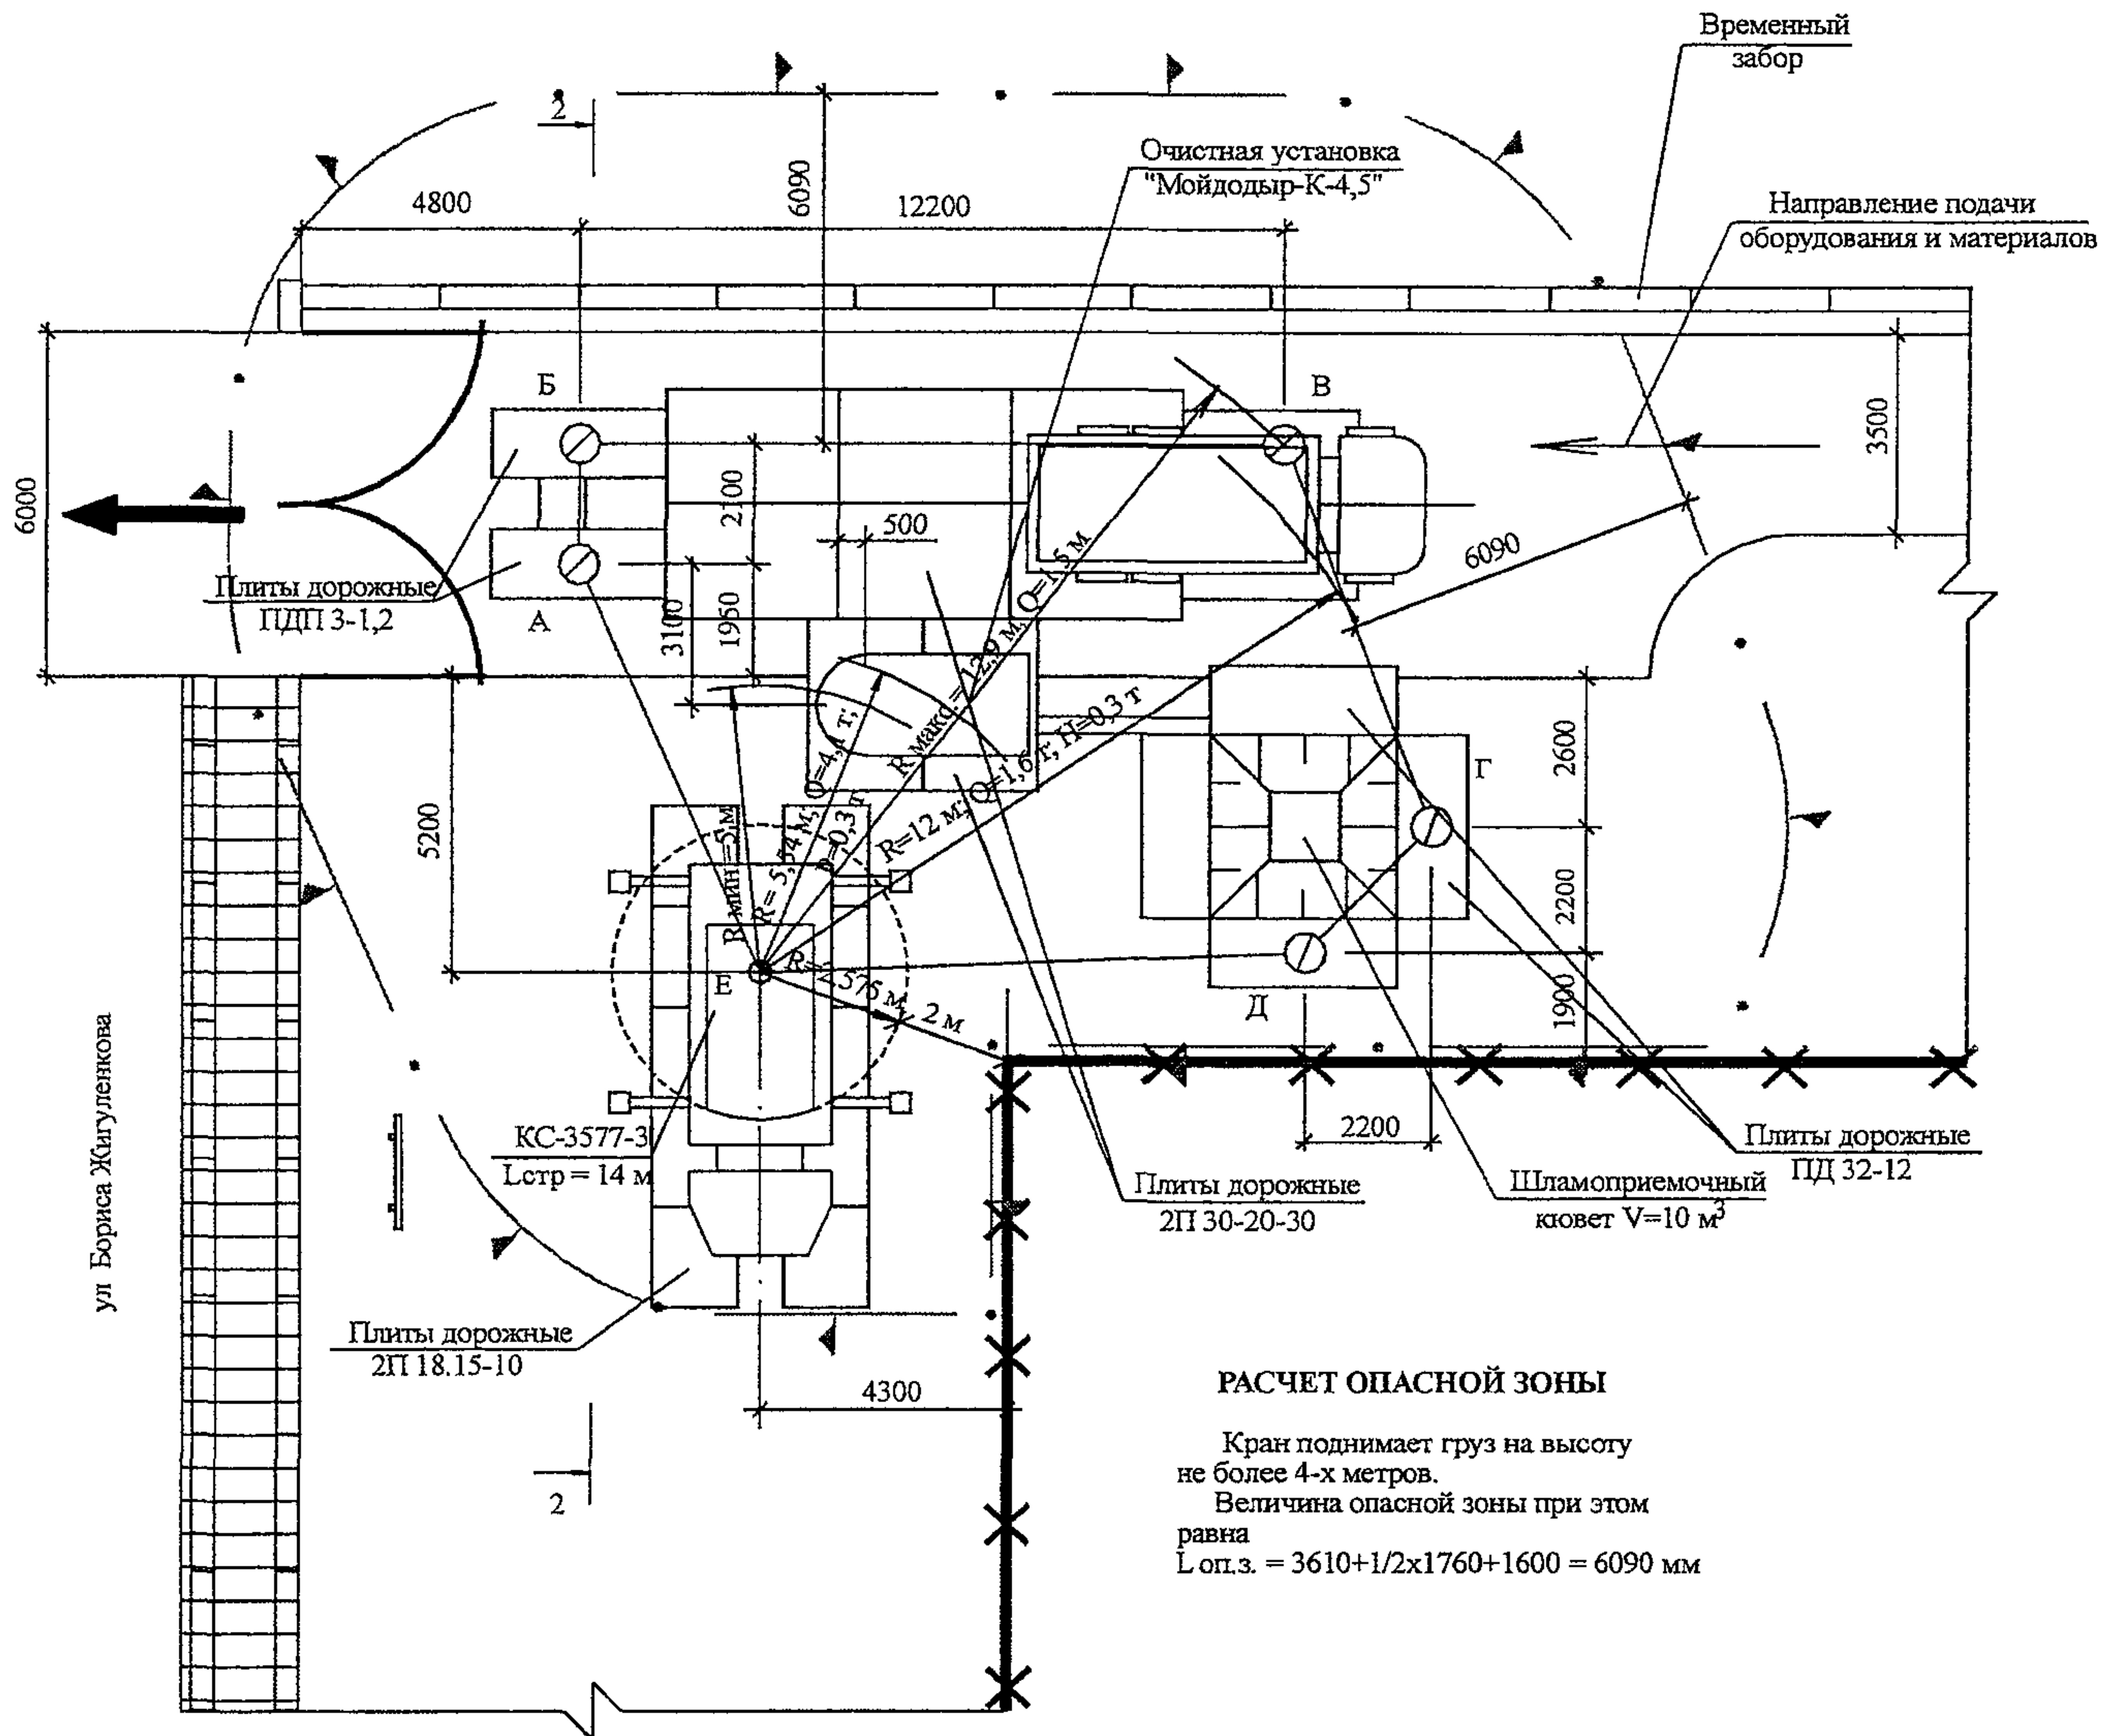 Временный
забор
2
Очистная установка
"Мойдодыр-К-4,5"
4800
6090
12200
Направление подачи
оборудования и материалов
Б
В
6000
3500
2100
500
6090
Плиты дорожные
ПДП 3-1,2
А
3100
1950
R макс. = 12,9 м, Q=1,5 м
R=12 м; Q=1,6 т; П=0,3 т
R = 5,54 м; Q=4,1 т;
R мин=5 м
Г
2600
5200
2200
Е
R=2.575 м
2 м
Д
1900
ул Бориса Жигуленкова
КС-3577-3
Lстр = 14 м
2200
Плиты дорожные
ПД 32-12
Плиты дорожные
2П 30-20-30
Шламоприемочный
кювет V=10 м³
Плиты дорожные
2П 18.15-10
4300
2
РАСЧЕТ ОПАСНОЙ ЗОНЫ
Кран поднимает груз на высоту
не более 4-х метров.
Величина опасной зоны при этом
равна
L оп.з. = 3610+1/2х1760+1600 = 6090 мм